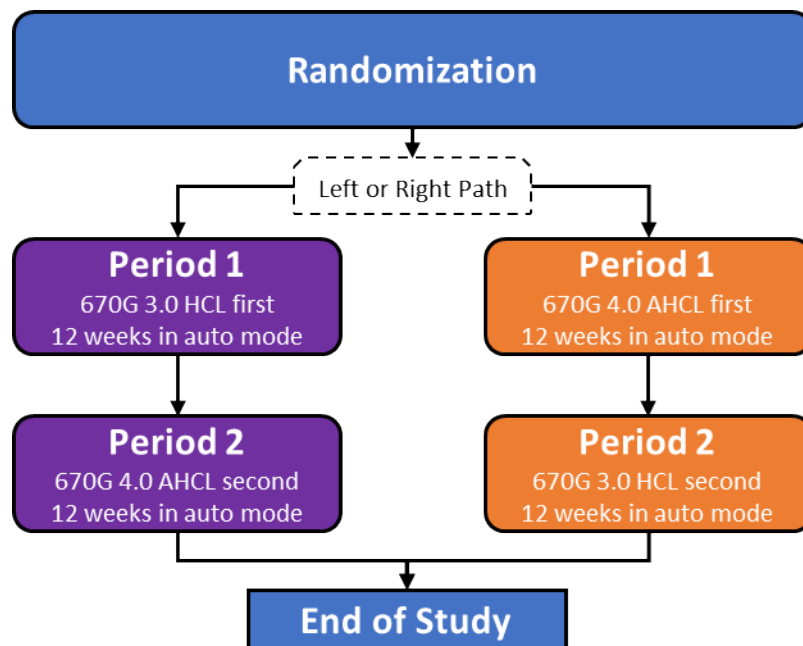 Randomization
Left or Right Path
Period 1
670G 3.0 HCL first
12 weeks in auto mode
Period 1
670G 4.0 AHCL first
12 weeks in auto mode
Period 2
670G 4.0 AHCL second
12 weeks in auto mode
Period 2
670G 3.0 HCL second
12 weeks in auto mode
End of Study